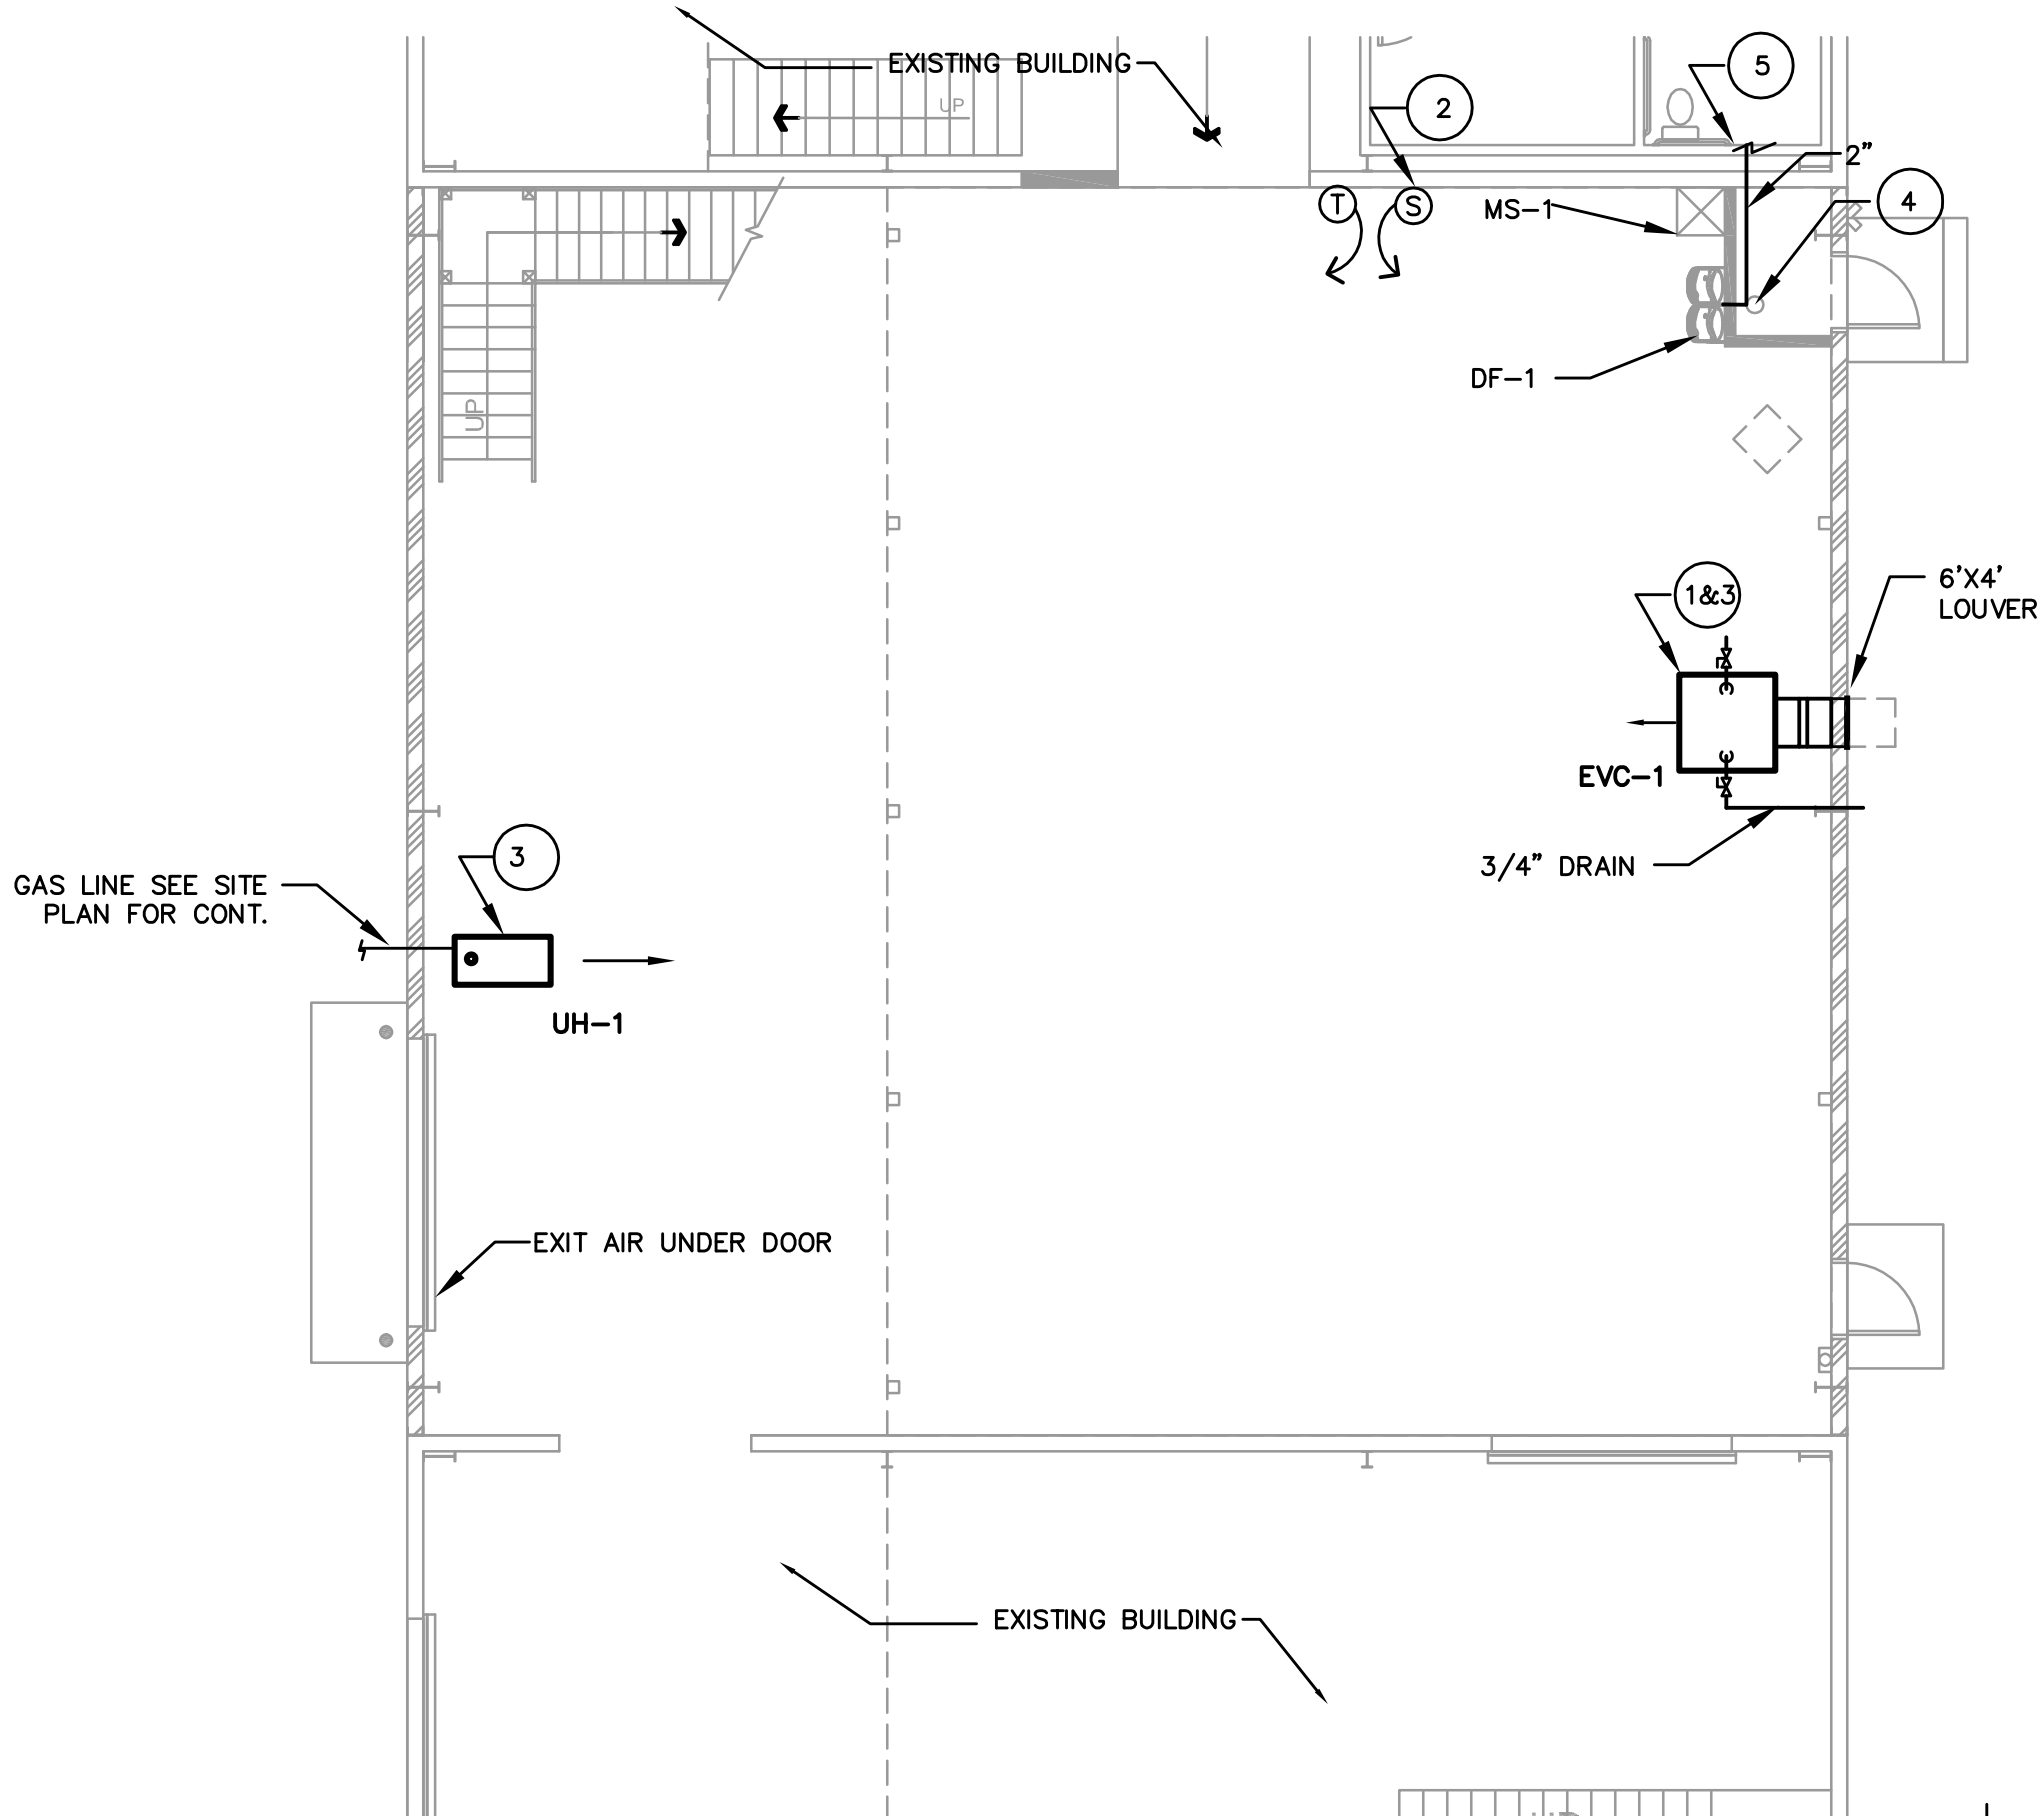 EXISTING BUILDING
5
2
UP
2"
4
T
S
MS-1
DF-1
UP
1&3
6'X4'
LOUVER
EVC-1
3/4" DRAIN
3
GAS LINE SEE SITE
PLAN FOR CONT.
UH-1
EXIT AIR UNDER DOOR
EXISTING BUILDING